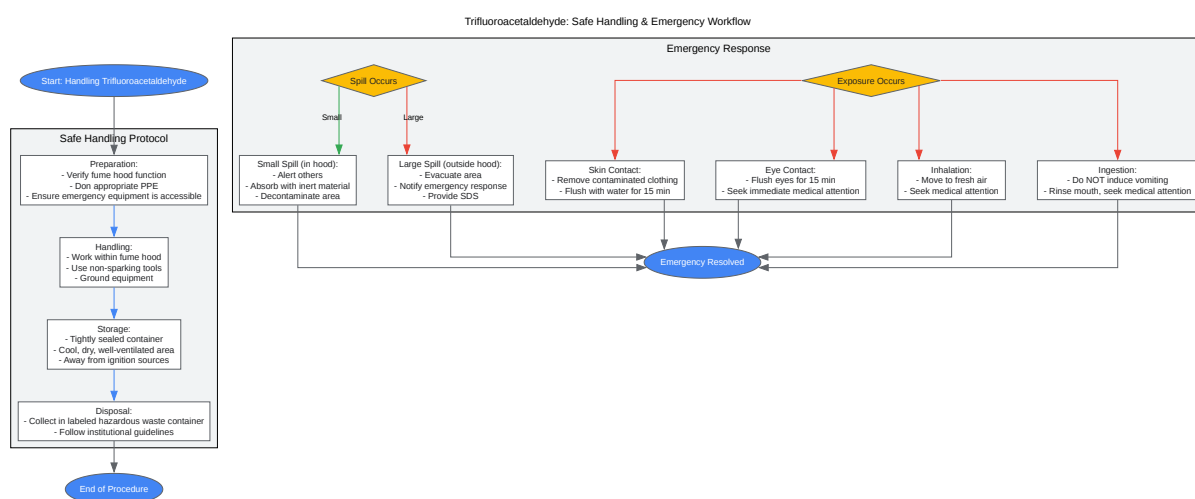 Trifluoroacetaldehyde: Safe Handling & Emergency Workflow
Start: Handling Trifluoroacetaldehyde
Safe Handling Protocol
Preparation:
- Verify fume hood function
- Don appropriate PPE
- Ensure emergency equipment is accessible
Handling:
- Work within fume hood
- Use non-sparking tools
- Ground equipment
Storage:
- Tightly sealed container
- Cool, dry, well-ventilated area
- Away from ignition sources
Disposal:
- Collect in labeled hazardous waste container
- Follow institutional guidelines
End of Procedure
Emergency Response
Spill Occurs
Small
Large
Small Spill (in hood):
- Alert others
- Absorb with inert material
- Decontaminate area
Large Spill (outside hood):
- Evacuate area
- Notify emergency response
- Provide SDS
Exposure Occurs
Skin Contact:
- Remove contaminated clothing
- Flush with water for 15 min
Eye Contact:
- Flush eyes for 15 min
- Seek immediate medical attention
Inhalation:
- Move to fresh air
- Seek medical attention
Ingestion:
- Do NOT induce vomiting
- Rinse mouth, seek medical attention
Emergency Resolved